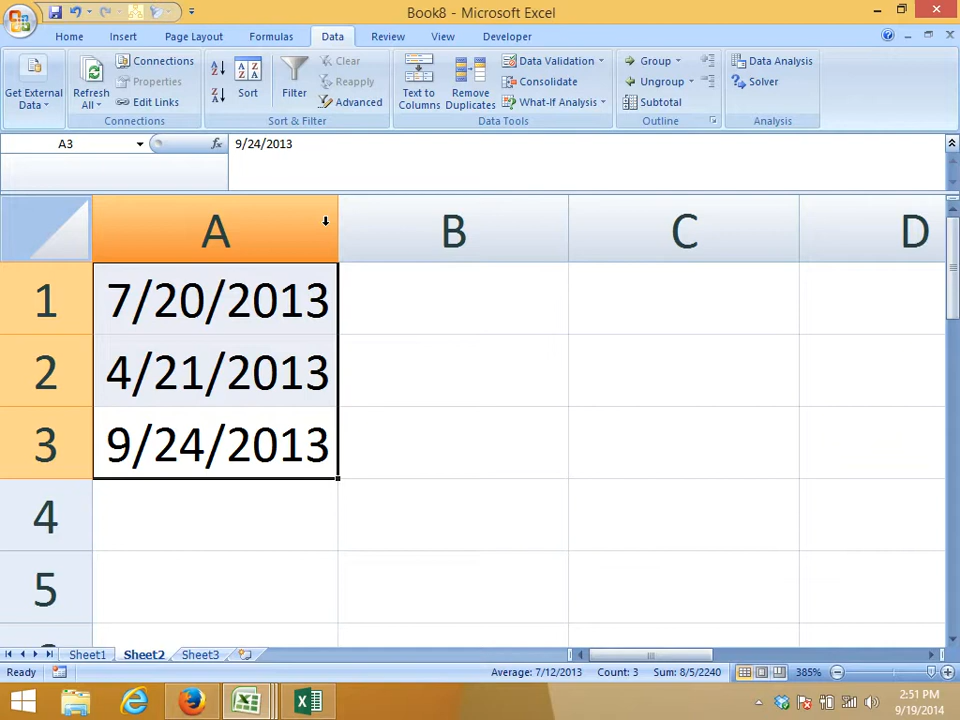 Book8 - Microsoft Excel
Home Insert Page Layout Formulas Data Review View Developer
Get External Data
Refresh All
Connections
Properties
Edit Links
Connections
Sort
Filter
Clear
Reapply
Advanced
Sort & Filter
Text to Columns
Remove Duplicates
Data Validation
Consolidate
What-If Analysis
Data Tools
Group
Ungroup
Subtotal
Outline
Data Analysis
Solver
Analysis
A3 fx 9/24/2013
A B C D
1 7/20/2013
2 4/21/2013
3 9/24/2013
4
5
Sheet1 Sheet2 Sheet3
Ready Average: 7/12/2013 Count: 3 Sum: 8/5/2240 385%
2:51 PM
9/19/2014